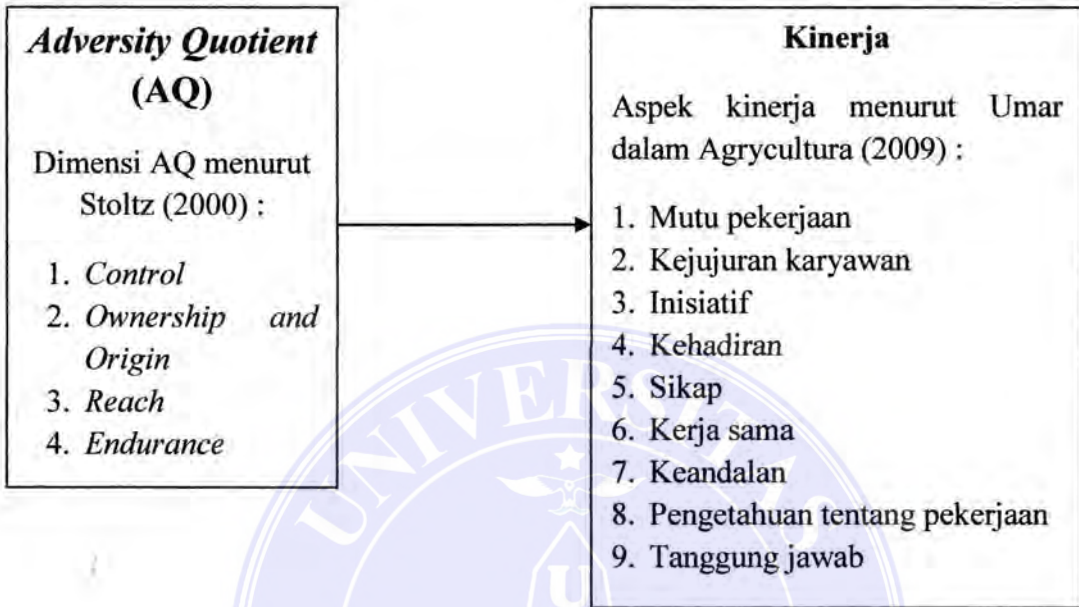 Adversity Quotient
(AQ)
Dimensi AQ menurut
Stoltz (2000) :
1. Control
2. Ownership and
Origin
3. Reach
4. Endurance
Kinerja
Aspek kinerja menurut Umar
dalam Agrycultura (2009) :
1. Mutu pekerjaan
2. Kejujuran karyawan
3. Inisiatif
4. Kehadiran
5. Sikap
6. Kerja sama
7. Keandalan
8. Pengetahuan tentang pekerjaan
9. Tanggung jawab
UNIVERSITAS
U